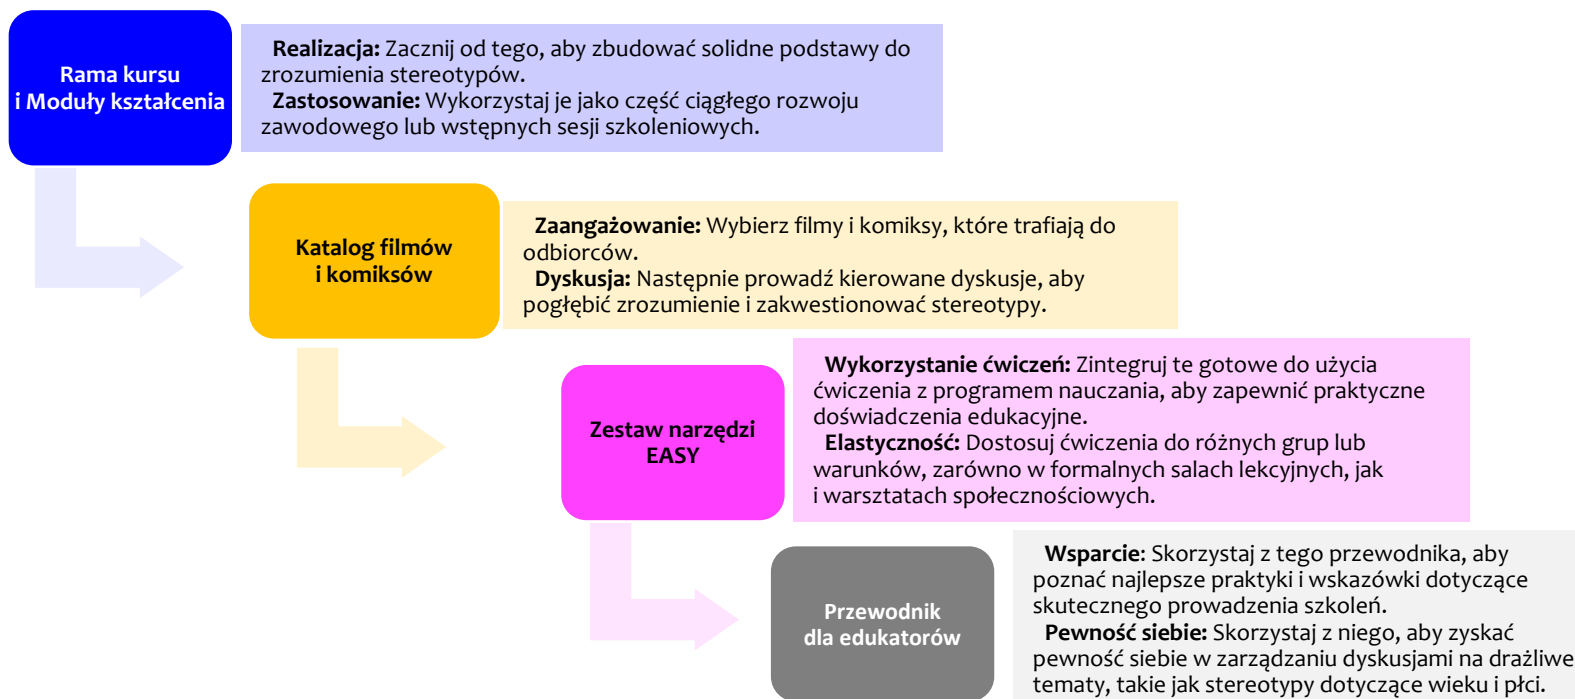 Rama kursu
i Moduły kształcenia
Realizacja: Zacznij od tego, aby zbudować solidne podstawy do
zrozumienia stereotypów.
Zastosowanie: Wykorzystaj je jako część ciągłego rozwoju
zawodowego lub wstępnych sesji szkoleniowych.
Katalog filmów
i komiksów
Zaangażowanie: Wybierz filmy i komiksy, które trafiają do
odbiorców.
Dyskusja: Następnie prowadź kierowane dyskusje, aby
pogłębić zrozumienie i zakwestionować stereotypy.
Zestaw narzędzi
EASY
Wykorzystanie ćwiczeń: Zintegruj te gotowe do użycia
ćwiczenia z programem nauczania, aby zapewnić praktyczne
doświadczenia edukacyjne.
Elastyczność: Dostosuj ćwiczenia do różnych grup lub
warunków, zarówno w formalnych salach lekcyjnych, jak
i warsztatach społecznościowych.
Przewodnik
dla edukatorów
Wsparcie: Skorzystaj z tego przewodnika, aby
poznać najlepsze praktyki i wskazówki dotyczące
skutecznego prowadzenia szkoleń.
Pewność siebie: Skorzystaj z niego, aby zyskać
pewność siebie w zarządzaniu dyskusjami na drażliwe
tematy, takie jak stereotypy dotyczące wieku i płci.